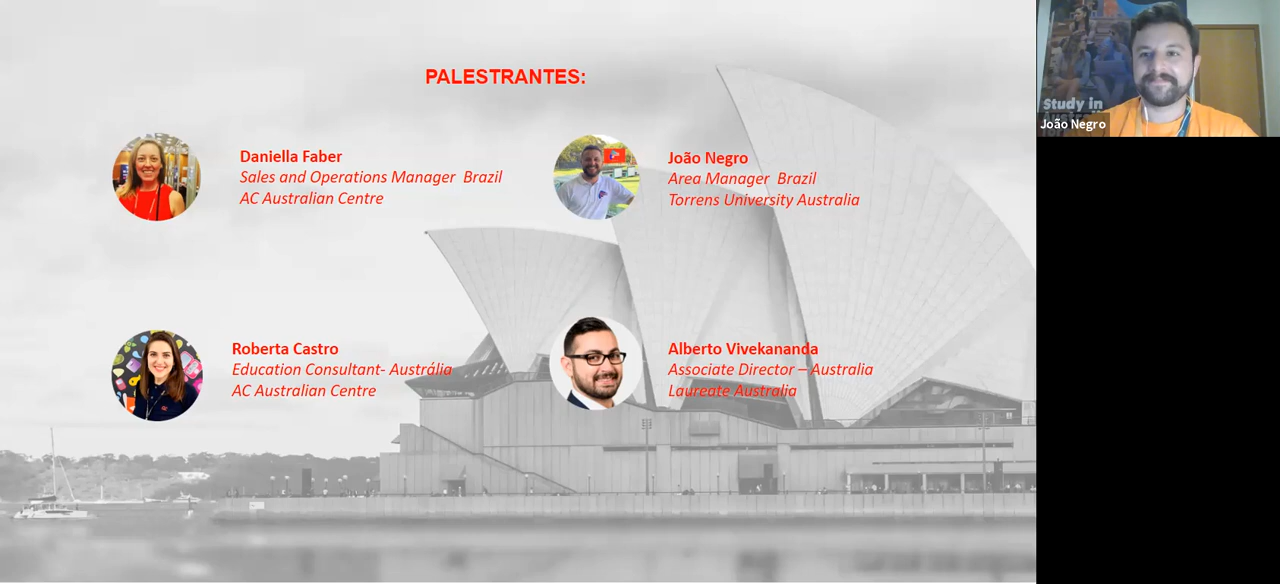 PALESTRANTES:
Daniella Faber
Sales and Operations Manager Brazil
AC Australian Centre
João Negro
Area Manager Brazil
Torrens University Australia
Roberta Castro
Education Consultant- Austrália
AC Australian Centre
Alberto Vivekananda
Associate Director – Australia
Laureate Australia
Study in
João Negro